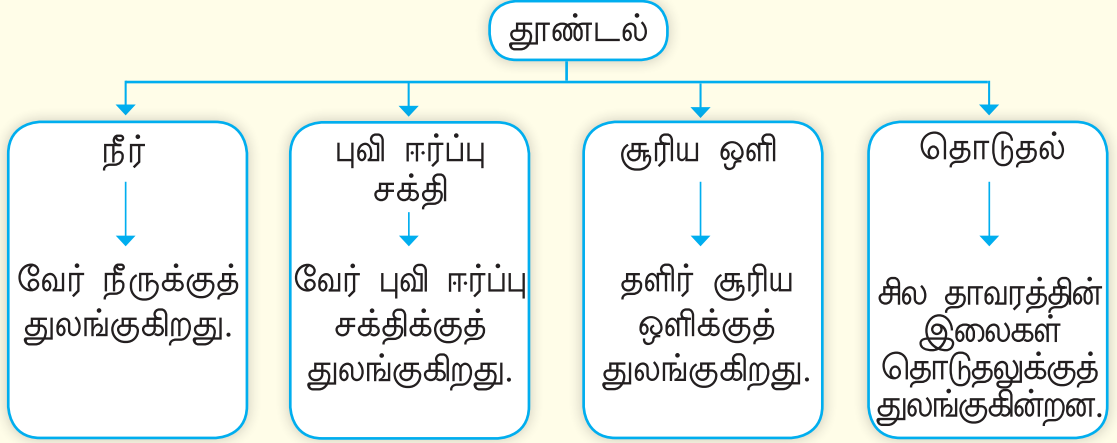 தூண்டல்
நீர்
வேர் நீருக்குத்
துலங்குகிறது.
புவி ஈர்ப்பு
சக்தி
வேர் புவி ஈர்ப்பு
சக்திக்குத்
துலங்குகிறது.
சூரிய ஒளி
தளிர் சூரிய
ஒளிக்குத்
துலங்குகிறது.
தொடுதல்
சில தாவரத்தின்
இலைகள்
தொடுதலுக்குத்
துலங்குகின்றன.